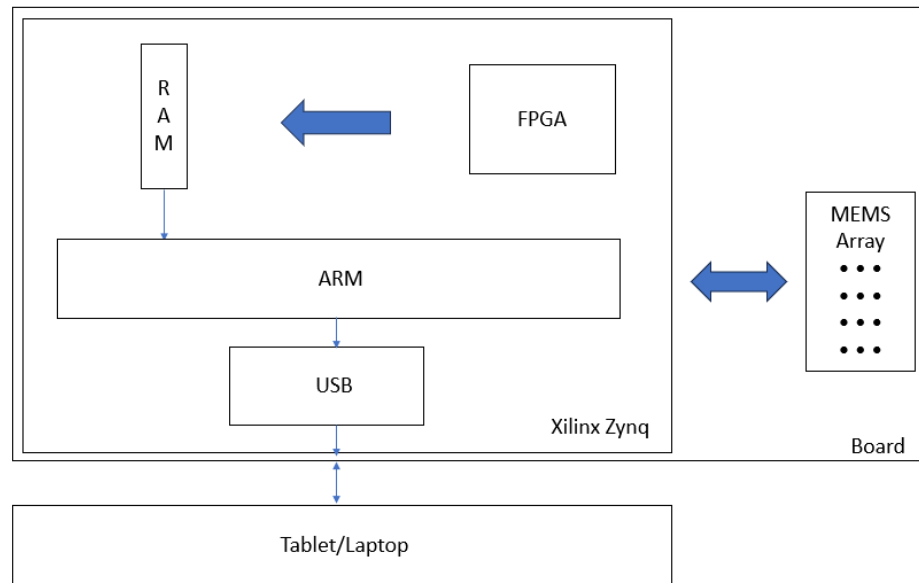 R
A
M
FPGA
MEMS
Array
ARM
USB
Xilinx Zynq
Board
Tablet/Laptop